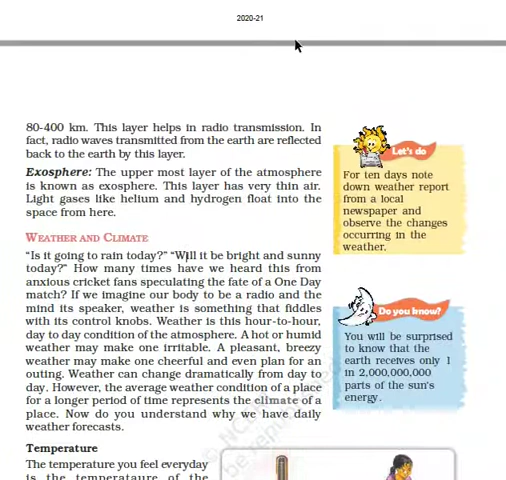 2020-21
80-400 km. This layer helps in radio transmission. In
fact, radio waves transmitted from the earth are reflected
back to the earth by this layer.
Exosphere: The upper most layer of the atmosphere
is known as exosphere. This layer has very thin air.
Light gases like helium and hydrogen float into the
space from here.
WEATHER AND CLIMATE
"Is it going to rain today?" "Will it be bright and sunny
today?" How many times have we heard this from
anxious cricket fans speculating the fate of a One Day
match? If we imagine our body to be a radio and the
mind its speaker, weather is something that fiddles
with its control knobs. Weather is this hour-to-hour,
day to day condition of the atmosphere. A hot or humid
weather may make one irritable. A pleasant, breezy
weather may make one cheerful and even plan for an
outing. Weather can change dramatically from day to
day. However, the average weather condition of a place
for a longer period of time represents the climate of a
place. Now do you understand why we have daily
weather forecasts.
Temperature
The temperature you feel everyday
is the temperataure of the
Let's do
For ten days note
down weather report
from a local
newspaper and
observe the changes
occurring in the
weather.
Do you know?
You will be surprised
to know that the
earth receives only 1
in 2,000,000,000
parts of the sun's
energy.